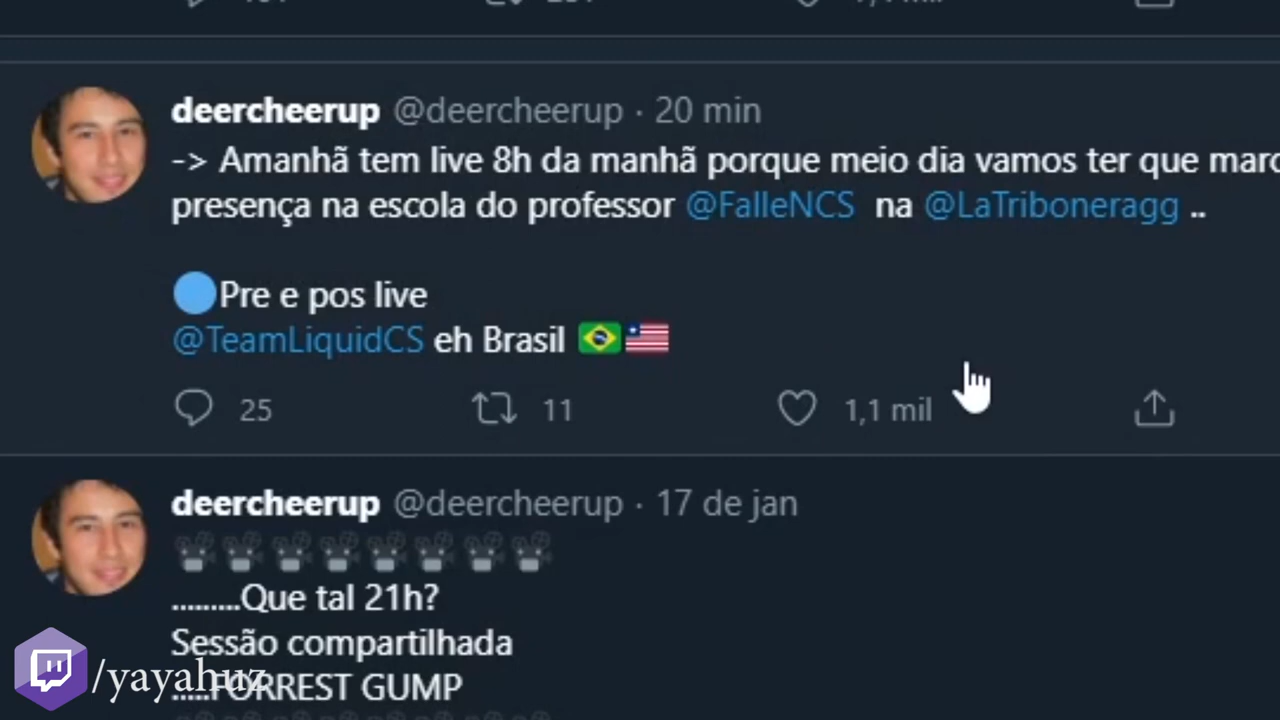 deercheerup @deercheerup · 20 min
-> Amanhã tem live 8h da manhã porque meio dia vamos ter que marc
presença na escola do professor @FalleNCS na @LaTriboneragg ..
🔵Pre e pos live
@TeamLiquidCS eh Brasil 🇧🇷🇱🇷
25 11 1,1 mil
deercheerup @deercheerup · 17 de jan
🎥🎥🎥🎥🎥🎥🎥🎥
.........Que tal 21h?
Sessão compartilhada
.....FORREST GUMP
/yayahuz